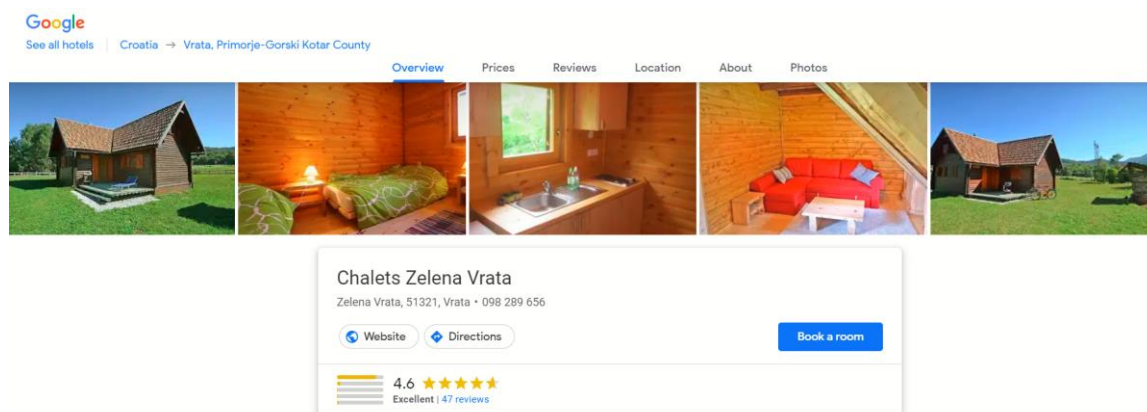 Google
See all hotels Croatia → Vrata, Primorje-Gorski Kotar County
Overview Prices Reviews Location About Photos
Chalets Zelena Vrata
Zelena Vrata, 51321, Vrata • 098 289 656
Website Directions Book a room
4.6
Excellent | 47 reviews